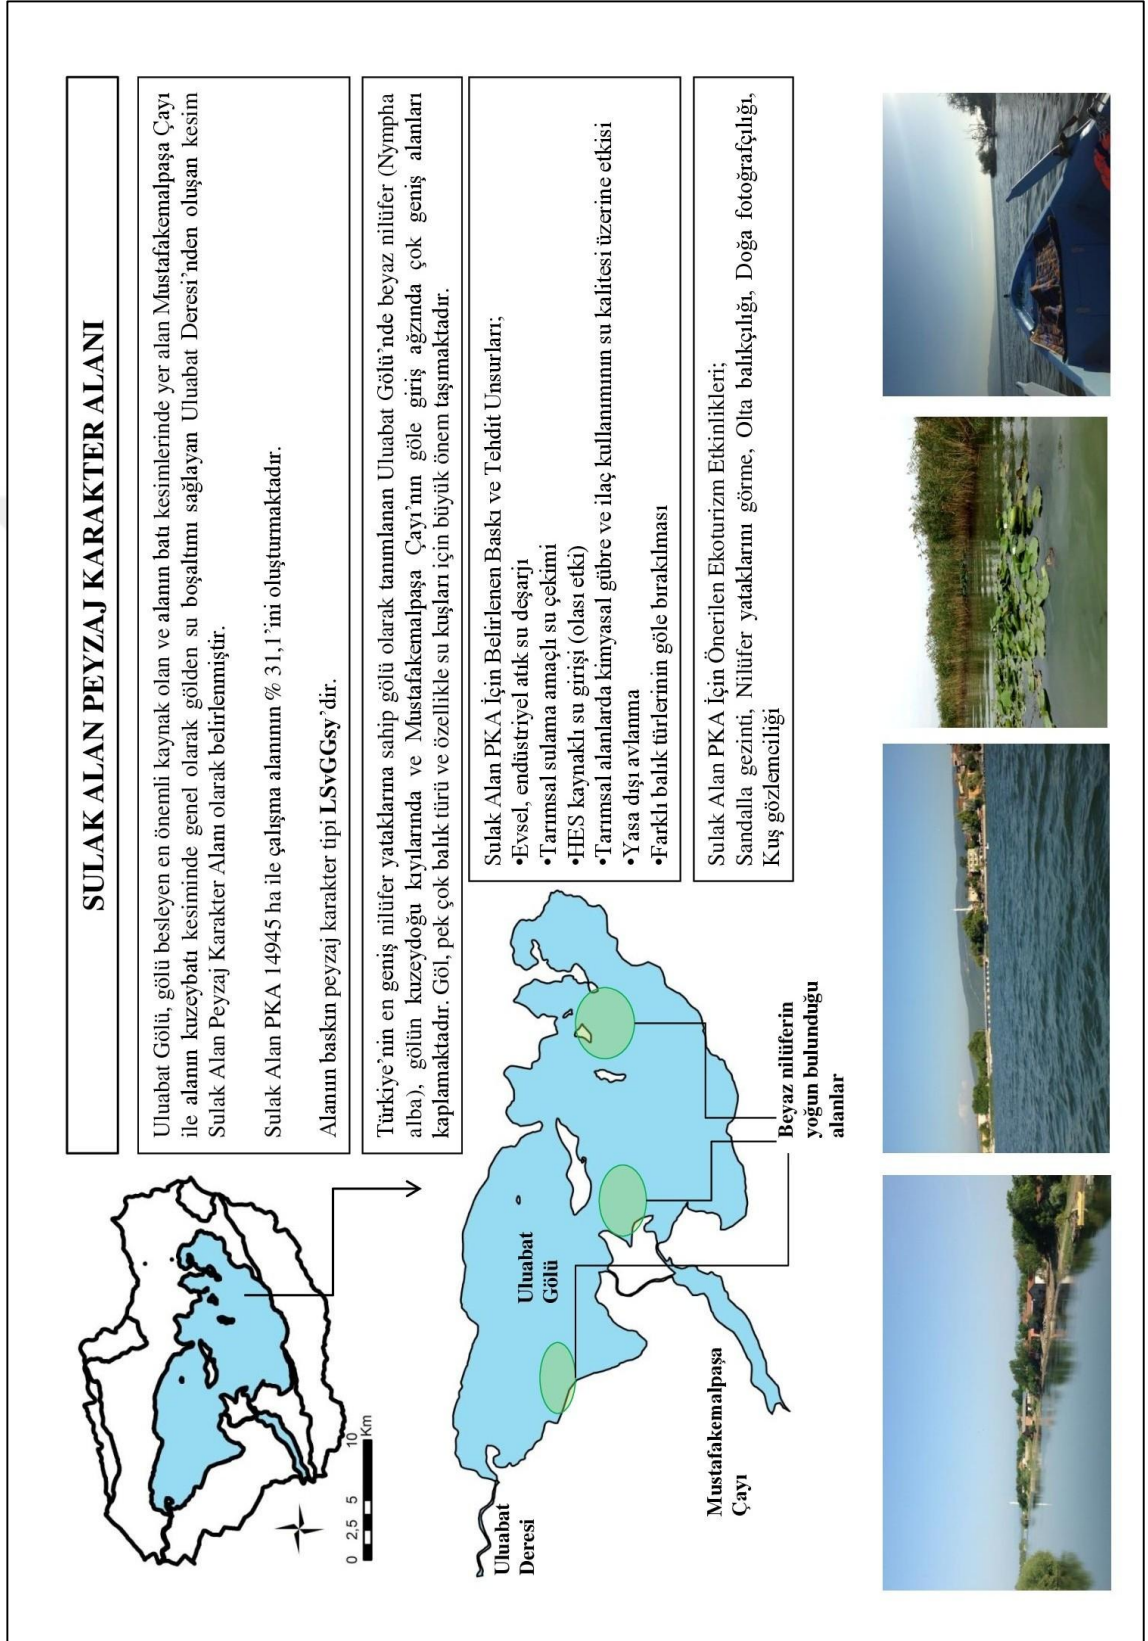 SULAK ALAN PEYZAJ KARAKTER ALANI
Uluabat Gölü, gölü besleyen en önemli kaynak olan ve alanın batı kesimlerinde yer alan Mustafakemalpaşa Çayı
ile alanın kuzeybatı kesiminde genel olarak gölden su boşaltımı sağlayan Uluabat Deresi’nden oluşan kesim
Sulak Alan Peyzaj Karakter Alanı olarak belirlenmiştir.
Sulak Alan PKA 14945 ha ile çalışma alanının % 31,1’ini oluşturmaktadır.
Alanın baskın peyzaj karakter tipi LSvGGsy’dir.
Türkiye’nin en geniş nilüfer yataklarına sahip gölü olarak tanımlanan Uluabat Gölü’nde beyaz nilüfer (Nympha
alba), gölün kuzeydoğu kıyılarında ve Mustafakemalpaşa Çayı’nın göle giriş ağzında çok geniş alanları
kaplamaktadır. Göl, pek çok balık türü ve özellikle su kuşları için büyük önem taşımaktadır.
Sulak Alan PKA İçin Belirlenen Baskı ve Tehdit Unsurları;
•Evsel, endüstriyel atık su deşarjı
•Tarımsal sulama amaçlı su çekimi
•HES kaynaklı su girişi (olası etki)
•Tarımsal alanlarda kimyasal gübre ve ilaç kullanımının su kalitesi üzerine etkisi
•Yasa dışı avlanma
•Farklı balık türlerinin göle bırakılması
Sulak Alan PKA İçin Önerilen Ekoturizm Etkinlikleri;
Sandalla gezinti, Nilüfer yataklarını görme, Olta balıkçılığı, Doğa fotoğrafçılığı,
Kuş gözlemciliği
0 2,5 5 10
Km
Uluabat
Deresi
Uluabat
Gölü
Mustafakemalpaşa
Çayı
Beyaz nilüferin
yoğun bulunduğu
alanlar